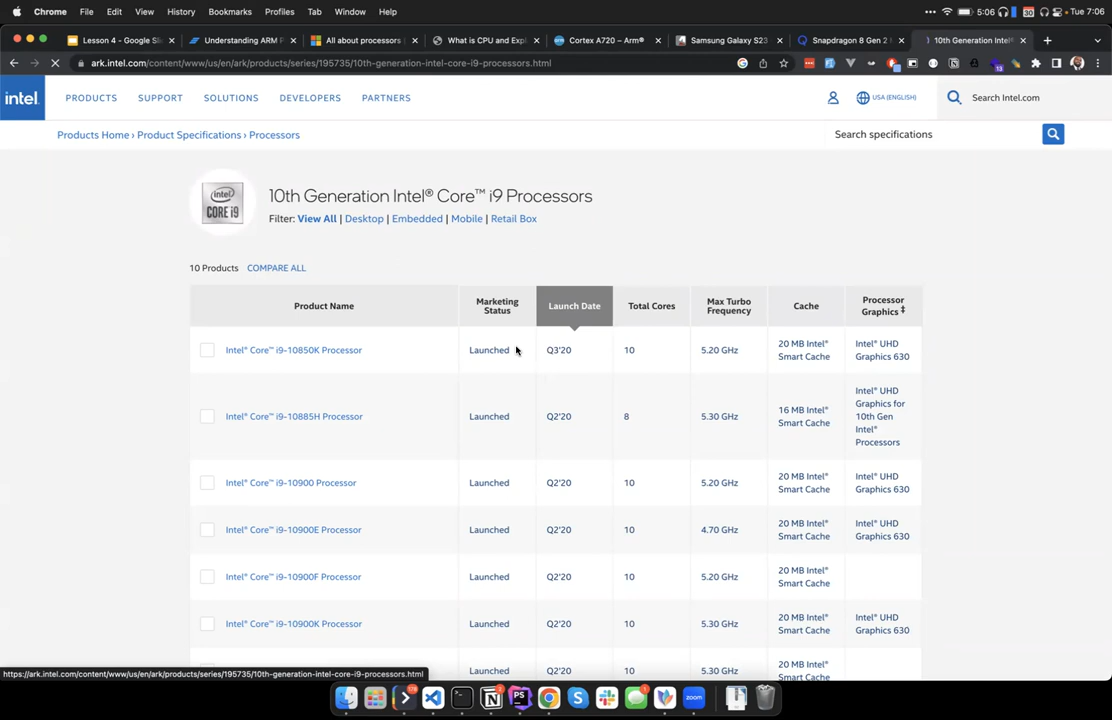 Chrome File Edit View History Bookmarks Profiles Tab Window Help 5:06 Tue 7:06
Lesson 4 - Google Sli Understanding ARM P All about processors What is CPU and Expl Cortex A720 – Arm® Samsung Galaxy S23 Snapdragon 8 Gen 2 10th Generation Intel®
ark.intel.com/content/www/us/en/ark/products/series/195735/10th-generation-intel-core-i9-processors.html
intel. PRODUCTS SUPPORT SOLUTIONS DEVELOPERS PARTNERS USA (ENGLISH) Search Intel.com
Products Home › Product Specifications › Processors Search specifications
intel CORE i9
10th Generation Intel® Core™ i9 Processors
Filter: View All | Desktop | Embedded | Mobile | Retail Box
10 Products COMPARE ALL
Product Name Marketing Status Launch Date Total Cores Max Turbo Frequency Cache Processor Graphics ‡
Intel® Core™ i9-10850K Processor Launched Q3'20 10 5.20 GHz 20 MB Intel® Smart Cache Intel® UHD Graphics 630
Intel® Core™ i9-10885H Processor Launched Q2'20 8 5.30 GHz 16 MB Intel® Smart Cache Intel® UHD Graphics for 10th Gen Intel® Processors
Intel® Core™ i9-10900 Processor Launched Q2'20 10 5.20 GHz 20 MB Intel® Smart Cache Intel® UHD Graphics 630
Intel® Core™ i9-10900E Processor Launched Q2'20 10 4.70 GHz 20 MB Intel® Smart Cache Intel® UHD Graphics 630
Intel® Core™ i9-10900F Processor Launched Q2'20 10 5.20 GHz 20 MB Intel® Smart Cache
Intel® Core™ i9-10900K Processor Launched Q2'20 10 5.30 GHz 20 MB Intel® Smart Cache Intel® UHD Graphics 630
Launched Q2'20 10 5.30 GHz 20 MB Intel® Smart Cache
https://ark.intel.com/content/www/us/en/ark/products/series/195735/10th-generation-intel-core-i9-processors.html
PS zoom